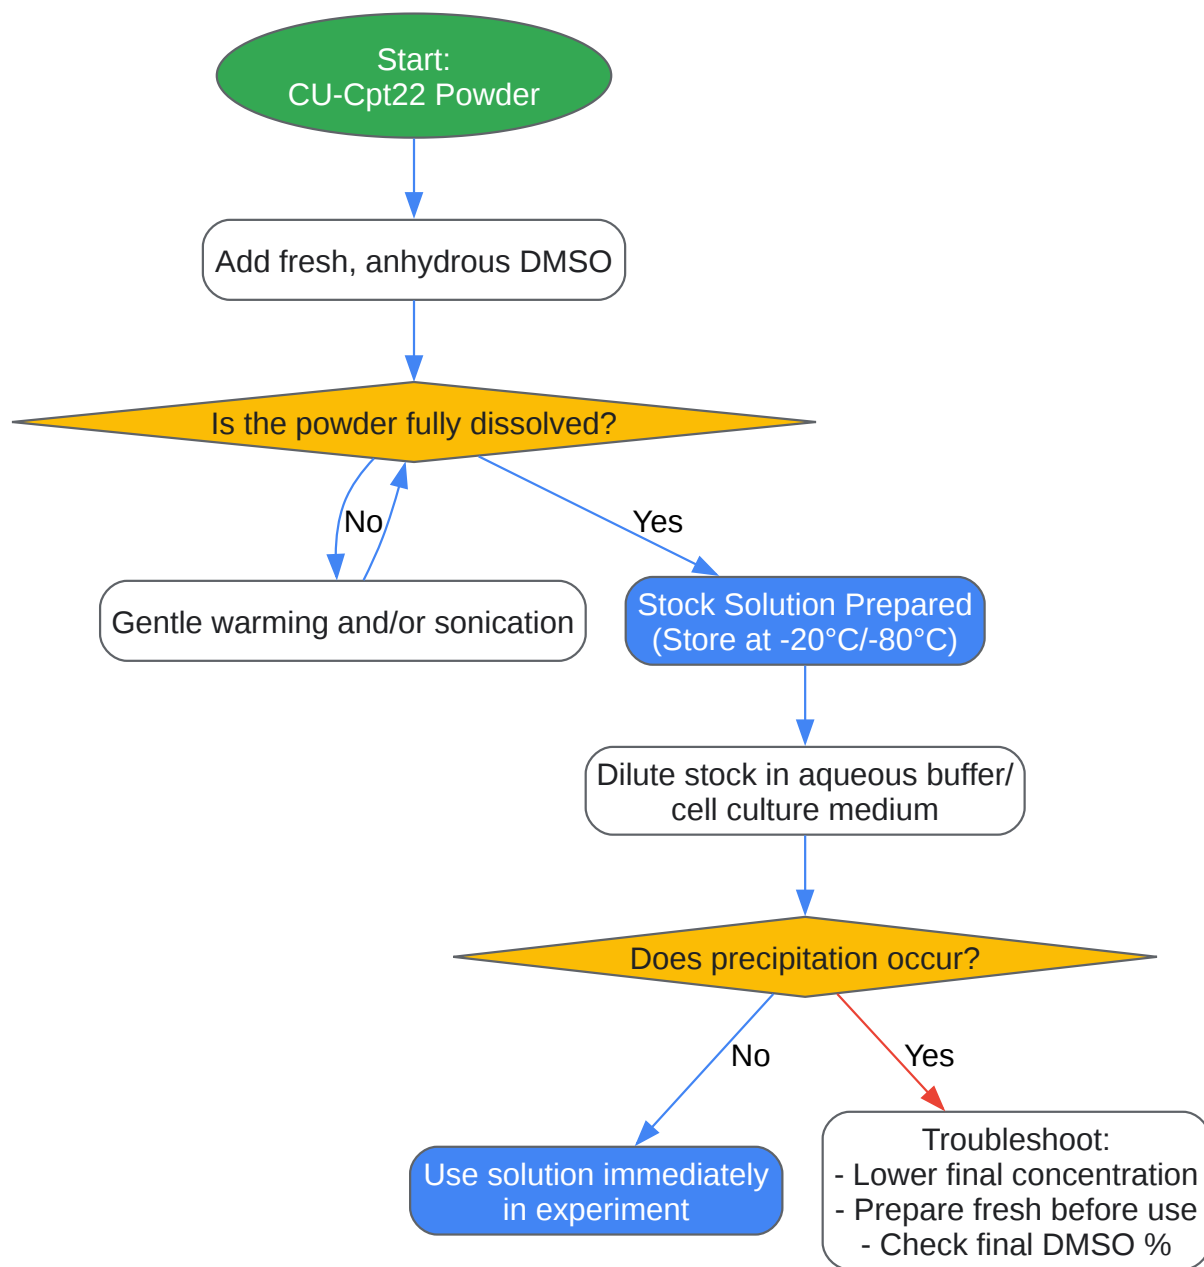 Start:
CU-Cpt22 Powder
Add fresh, anhydrous DMSO
Is the powder fully dissolved?
No
Yes
Gentle warming and/or sonication
Stock Solution Prepared
(Store at -20°C/-80°C)
Dilute stock in aqueous buffer/
cell culture medium
Does precipitation occur?
No
Yes
Use solution immediately
in experiment
Troubleshoot:
- Lower final concentration
- Prepare fresh before use
- Check final DMSO %